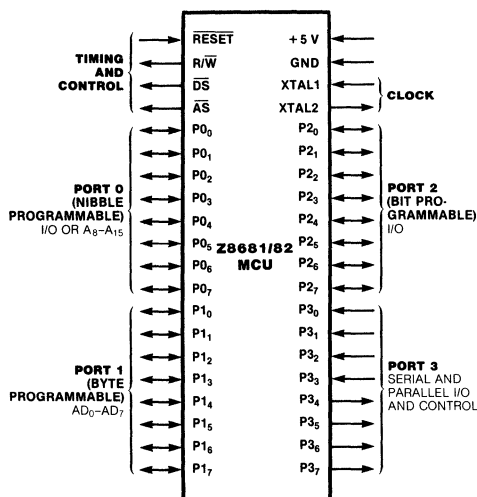 TIMING
AND
CONTROL
RESET
R/W
DS
AS
PORT 0
(NIBBLE
PROGRAMMABLE)
I/O OR A₈–A₁₅
P0₀
P0₁
P0₂
P0₃
P0₄
P0₅
P0₆
P0₇
PORT 1
(BYTE
PROGRAMMABLE)
AD₀–AD₇
P1₀
P1₁
P1₂
P1₃
P1₄
P1₅
P1₆
P1₇
Z8681/82
MCU
+5 V
GND
XTAL1
XTAL2
CLOCK
P2₀
P2₁
P2₂
P2₃
P2₄
P2₅
P2₆
P2₇
PORT 2
(BIT PRO-
GRAMMABLE)
I/O
P3₀
P3₁
P3₂
P3₃
P3₄
P3₅
P3₆
P3₇
PORT 3
SERIAL AND
PARALLEL I/O
AND CONTROL